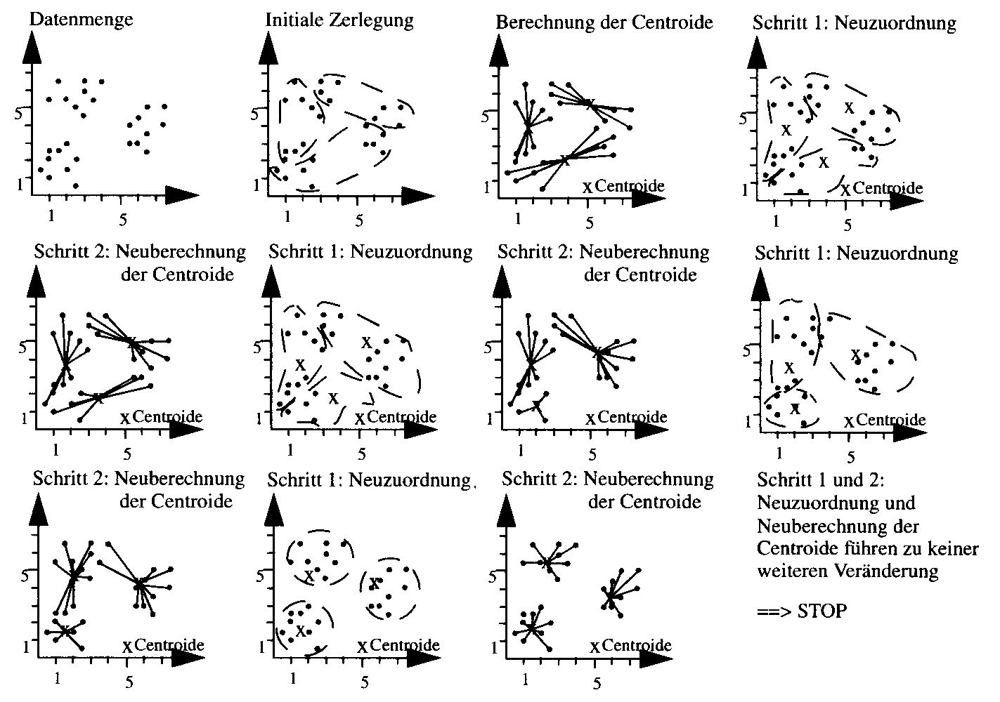 Datenmenge
5
1
1
5
Initiale Zerlegung
5
1
1
5
Berechnung der Centroide
5
1
x Centroide
1
5
Schritt 1: Neuzuordnung
5
1
x Centroide
1
5
Schritt 2: Neuberechnung
der Centroide
5
1
x Centroide
1
5
Schritt 1: Neuzuordnung
5
1
x Centroide
1
5
Schritt 2: Neuberechnung
der Centroide
5
1
x Centroide
1
5
Schritt 1: Neuzuordnung
5
1
x Centroide
1
5
Schritt 2: Neuberechnung
der Centroide
5
1
x Centroide
1
5
Schritt 1: Neuzuordnung
5
1
x Centroide
1
5
Schritt 2: Neuberechnung
der Centroide
5
1
x Centroide
1
5
Schritt 1 und 2:
Neuzuordnung und
Neuberechnung der
Centroide führen zu keiner
weiteren Veränderung
==> STOP